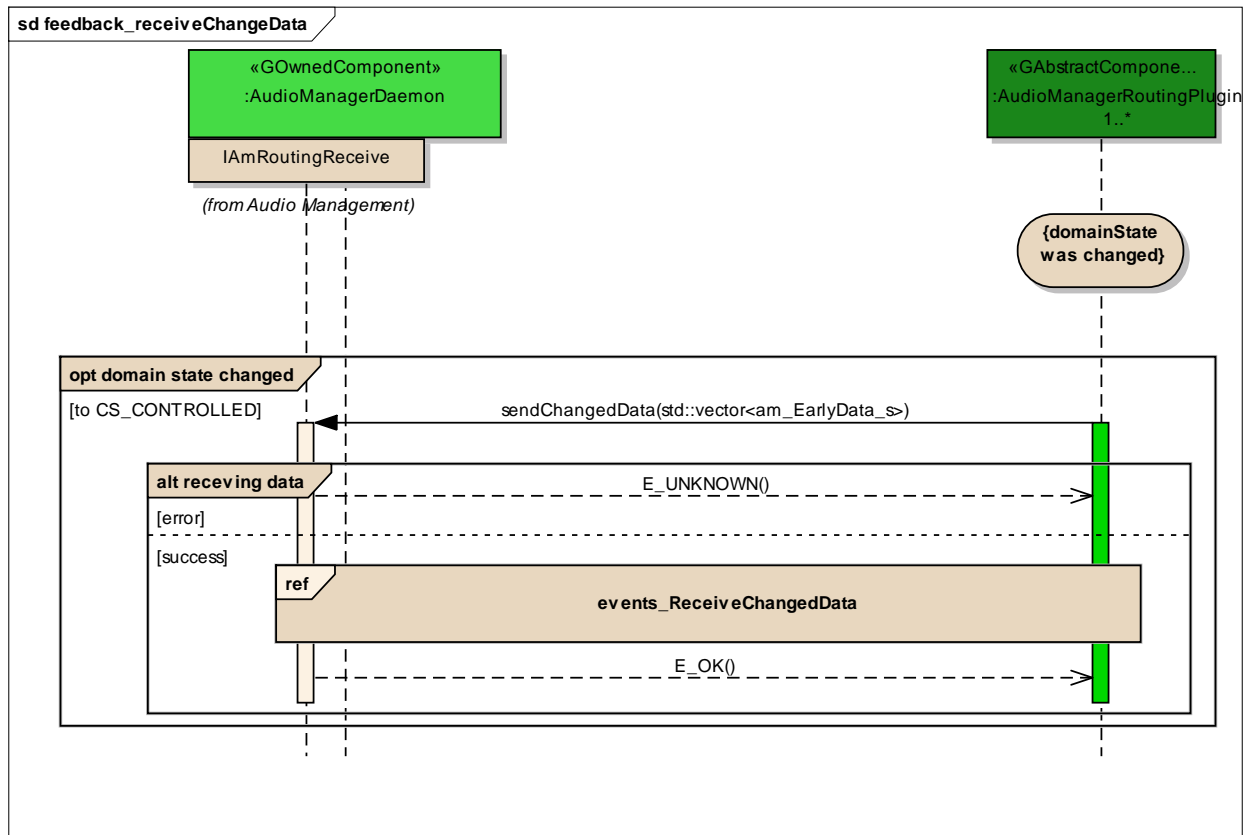 sd feedback_receiveChangeData
«GOwnedComponent»
:AudioManagerDaemon
IAmRoutingReceive
(from Audio Management)
«GAbstractCompone...
:AudioManagerRoutingPlugin
1..*
{domainState
was changed}
opt domain state changed
[to CS_CONTROLLED]
sendChangedData(std::vector<am_EarlyData_s>)
alt receving data
E_UNKNOWN()
[error]
[success]
ref
events_ReceiveChangedData
E_OK()